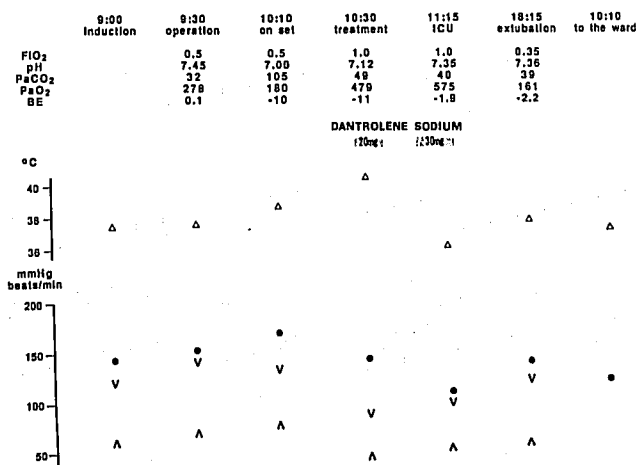 9:00 9:30 10:10 10:30 11:15 18:15 10:10
Induction operation on set treatment ICU extubation to the ward
FIO2 0.5 0.5 1.0 1.0 0.35
pH 7.45 7.00 7.12 7.35 7.36
PaCO2 32 105 49 40 39
PaO2 278 180 479 575 161
BE 0.1 -10 -11 -1.9 -2.2
DANTROLENE SODIUM
(20mg) (30mg)
°C
40
38
36
mmHg
beats/min
200
150
100
50